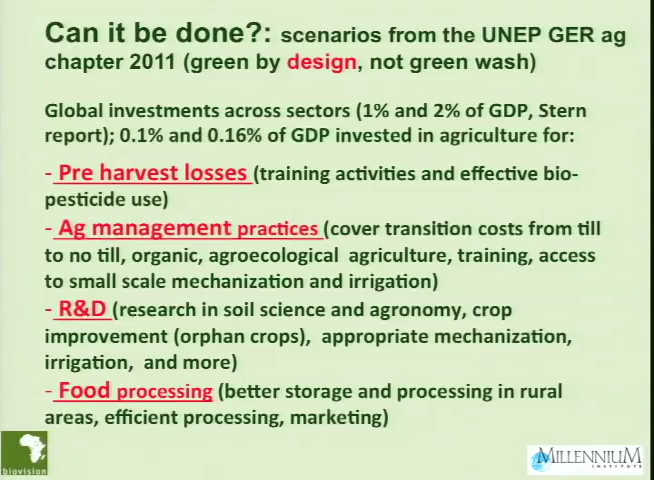 Can it be done?: scenarios from the UNEP GER ag
chapter 2011 (green by design, not green wash)
Global investments across sectors (1% and 2% of GDP, Stern
report); 0.1% and 0.16% of GDP invested in agriculture for:
- Pre harvest losses (training activities and effective bio-
pesticide use)
- Ag management practices (cover transition costs from till
to no till, organic, agroecological agriculture, training, access
to small scale mechanization and irrigation)
- R&D (research in soil science and agronomy, crop
improvement (orphan crops), appropriate mechanization,
irrigation, and more)
- Food processing (better storage and processing in rural
areas, efficient processing, marketing)
biovision
MILLENNIUM
INSTITUTE